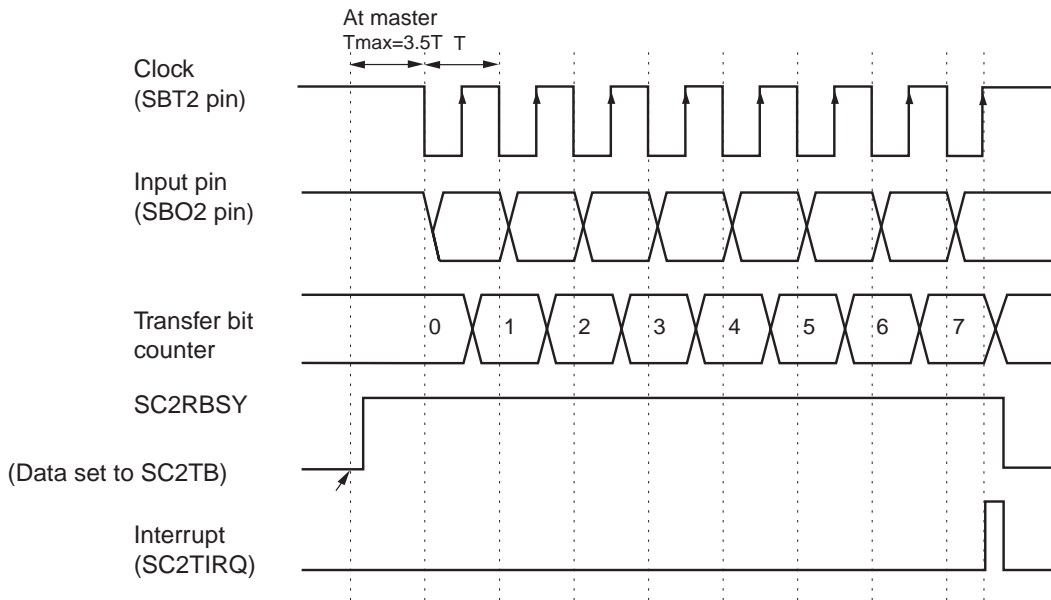 At master
Tmax=3.5T T
Clock
(SBT2 pin)
Input pin
(SBO2 pin)
Transfer bit
counter
0 1 2 3 4 5 6 7
SC2RBSY
(Data set to SC2TB)
Interrupt
(SC2TIRQ)